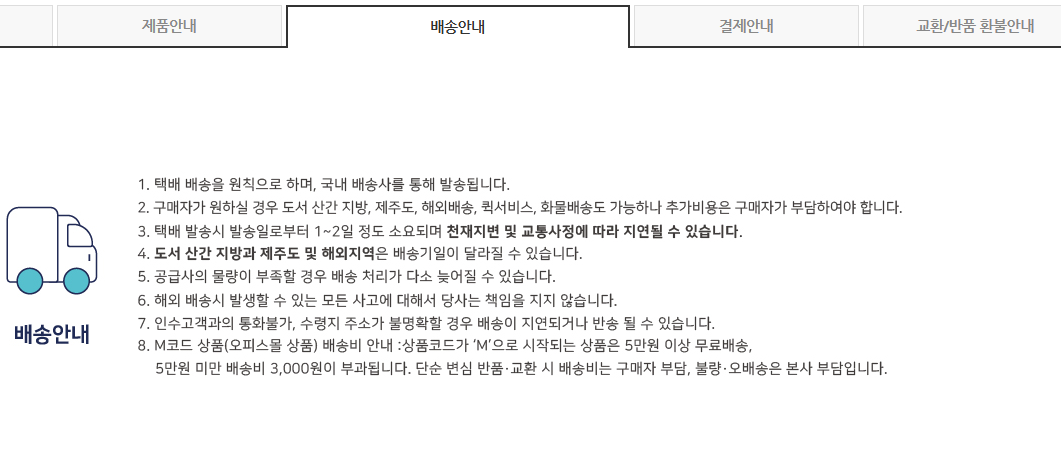 제품안내
배송안내
결제안내
교환/반품 환불안내
1. 택배 배송을 원칙으로 하며, 국내 배송사를 통해 발송됩니다.
2. 구매자가 원하실 경우 도서 산간 지방, 제주도, 해외배송, 퀵서비스, 화물배송도 가능하나 추가비용은 구매자가 부담하여야 합니다.
3. 택배 발송시 발송일로부터 1~2일 정도 소요되며 천재지변 및 교통사정에 따라 지연될 수 있습니다.
4. 도서 산간 지방과 제주도 및 해외지역은 배송기일이 달라질 수 있습니다.
5. 공급사의 물량이 부족할 경우 배송 처리가 다소 늦어질 수 있습니다.
6. 해외 배송시 발생할 수 있는 모든 사고에 대해서 당사는 책임을 지지 않습니다.
7. 인수고객과의 통화불가, 수령지 주소가 불명확할 경우 배송이 지연되거나 반송 될 수 있습니다.
8. M코드 상품(오피스몰 상품) 배송비 안내 :상품코드가 ‘M’으로 시작되는 상품은 5만원 이상 무료배송,
5만원 미만 배송비 3,000원이 부과됩니다. 단순 변심 반품·교환 시 배송비는 구매자 부담, 불량·오배송은 본사 부담입니다.
배송안내